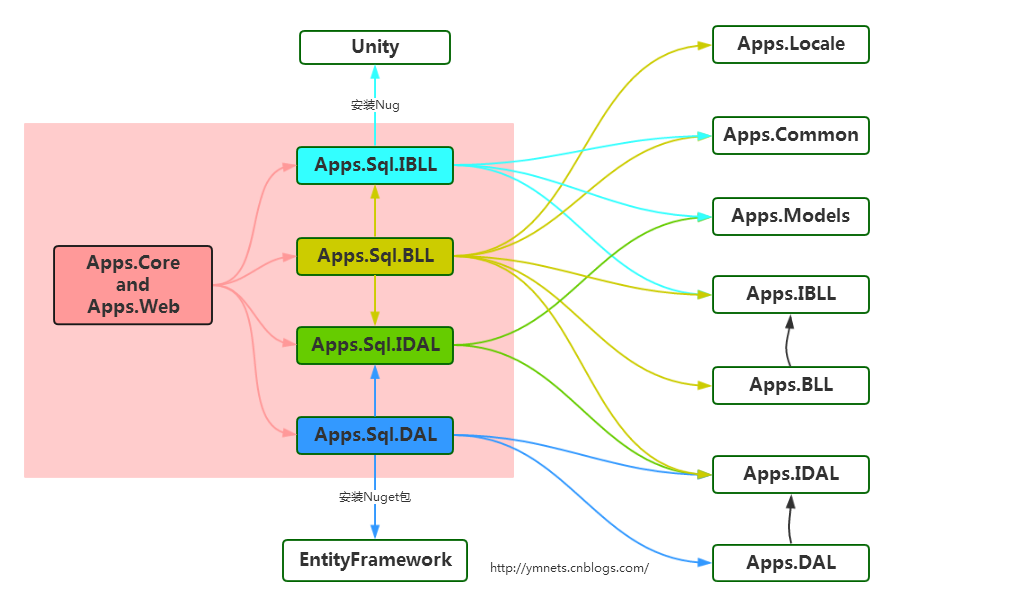 Unity
Apps.Locale
安装Nug
Apps.Common
Apps.Sql.IBLL
Apps.Models
Apps.Sql.BLL
Apps.Core
and
Apps.Web
Apps.IBLL
Apps.Sql.IDAL
Apps.BLL
Apps.Sql.DAL
Apps.IDAL
安装Nuget包
EntityFramework
http://ymnets.cnblogs.com/
Apps.DAL